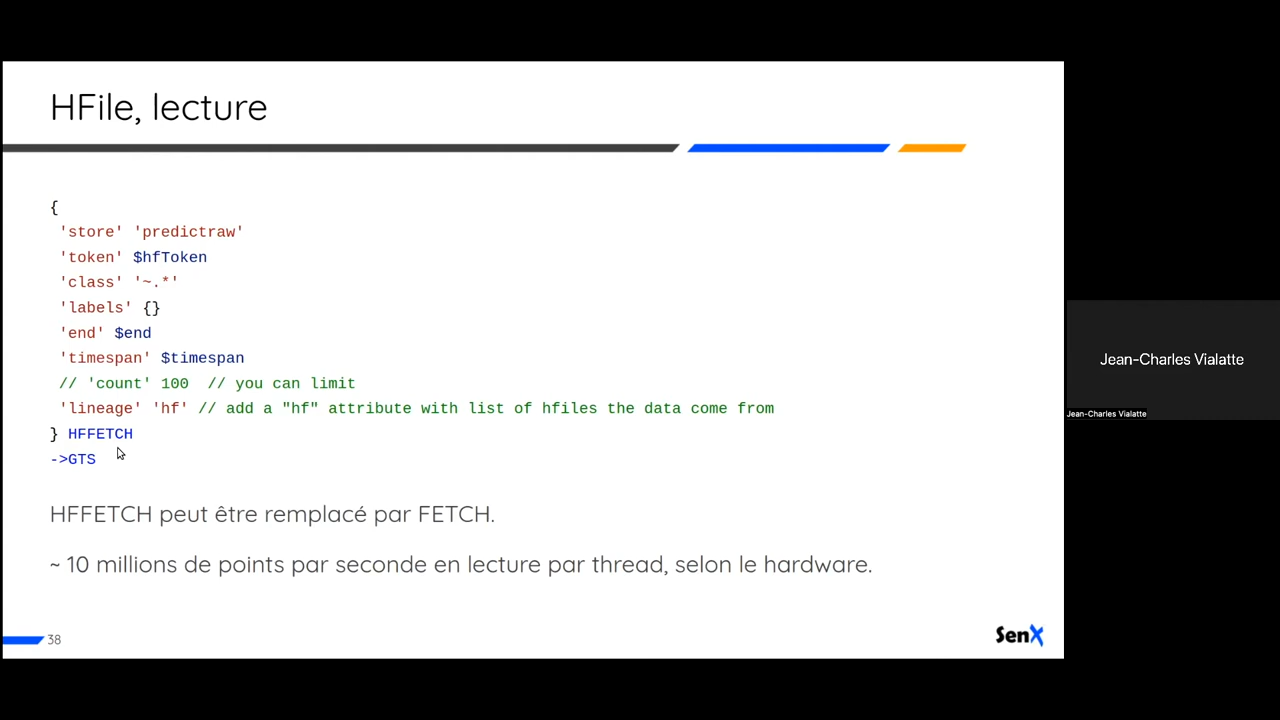 HFile, lecture
{
'store' 'predictraw'
'token' $hfToken
'class' '~.*'
'labels' {}
'end' $end
'timespan' $timespan
// 'count' 100 // you can limit
'lineage' 'hf' // add a "hf" attribute with list of hfiles the data come from
} HFFETCH
->GTS
HFFETCH peut être remplacé par FETCH.
~ 10 millions de points par seconde en lecture par thread, selon le hardware.
38
SenX
Jean-Charles Vialatte
Jean-Charles Vialatte